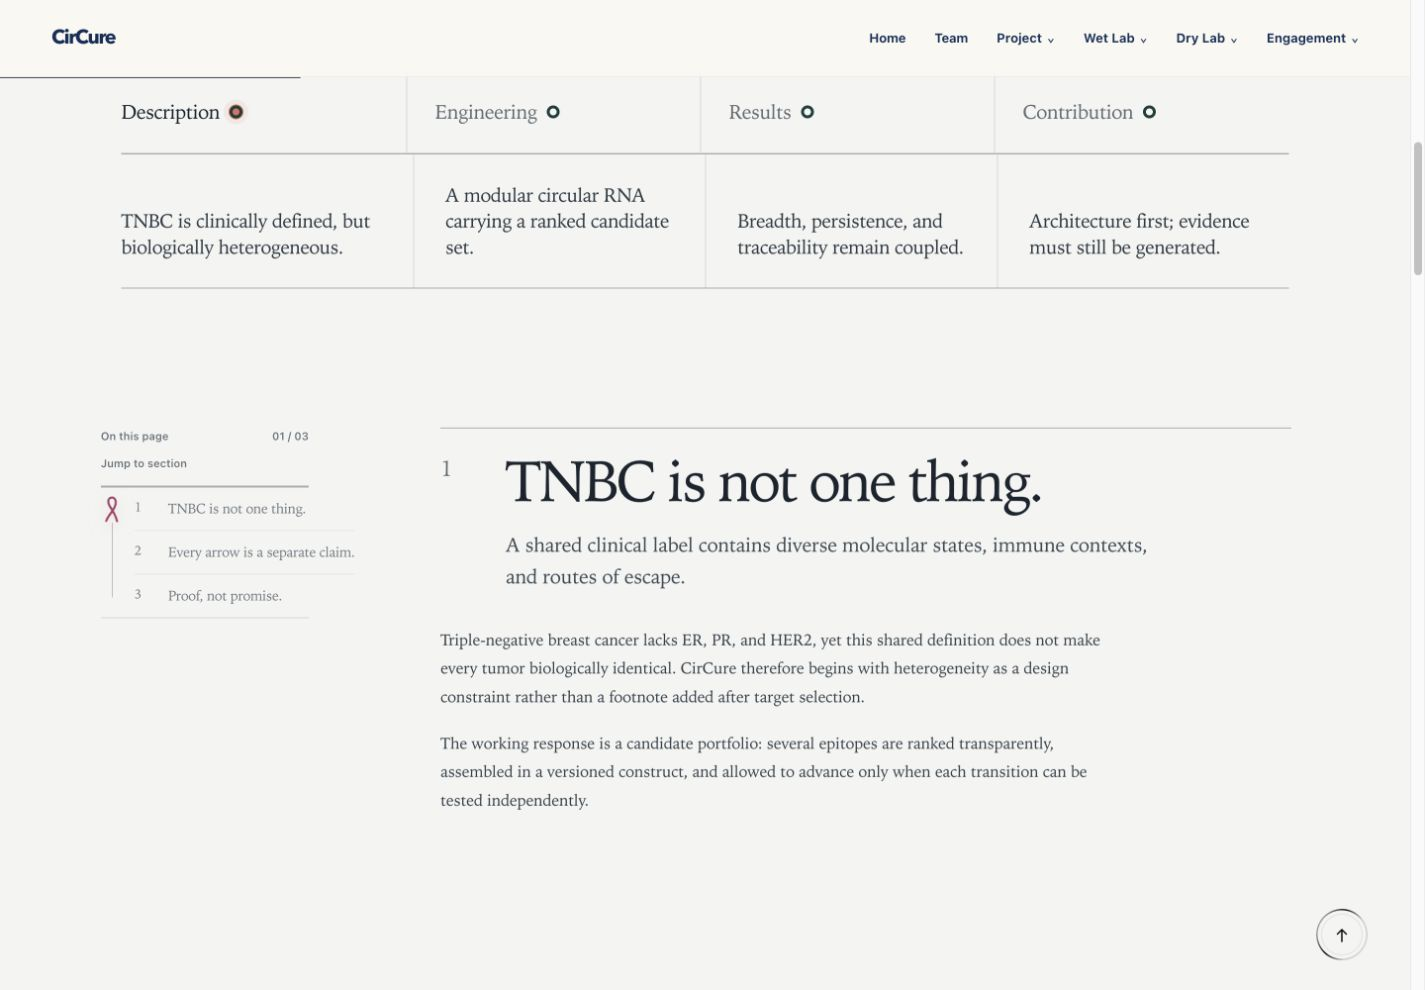 CirCure
Home Team Project Wet Lab Dry Lab Engagement
Description Engineering Results Contribution
TNBC is clinically defined, but
biologically heterogeneous.
A modular circular RNA
carrying a ranked candidate
set.
Breadth, persistence, and
traceability remain coupled.
Architecture first; evidence
must still be generated.
On this page 01 / 03
Jump to section
1 TNBC is not one thing.
2 Every arrow is a separate claim.
3 Proof, not promise.
1 TNBC is not one thing.
A shared clinical label contains diverse molecular states, immune contexts,
and routes of escape.
Triple-negative breast cancer lacks ER, PR, and HER2, yet this shared definition does not make
every tumor biologically identical. CirCure therefore begins with heterogeneity as a design
constraint rather than a footnote added after target selection.
The working response is a candidate portfolio: several epitopes are ranked transparently,
assembled in a versioned construct, and allowed to advance only when each transition can be
tested independently.